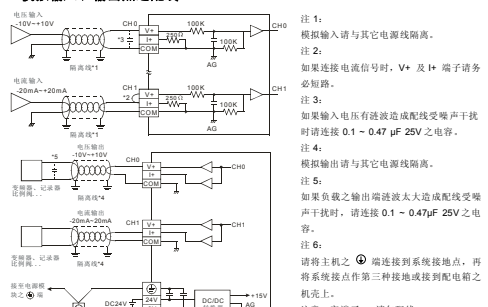 电压输入
-10V~+10V
CH0
V+
I+
COM
*3
250Ω
100K
100K
CH0
AG
隔离线*1
电流输入
-20mA~+20mA
CH1
V+
I+
COM
*2
250Ω
100K
100K
CH1
AG
隔离线*1
电压输出
-10V~+10V
*5
CH0
V+
I+
COM
CH0
变频器、记录器
比例阀...
隔离线*4
电流输出
-20mA~20mA
CH1
V+
I+
COM
CH1
变频器、记录器
比例阀...
隔离线*4
接至电源模
块之 端
DC24V
24V
DC/DC
+15V
AG
注 1：
模拟输入请与其它电源线隔离。
注 2：
如果连接电流信号时，V+ 及 I+ 端子请务
必短路。
注 3：
如果输入电压有涟波造成配线受噪声干扰
时请连接 0.1 ~ 0.47 µF 25V 之电容。
注 4：
模拟输出请与其它电源线隔离。
注 5：
如果负载之输出端涟波太大造成配线受噪
声干扰时，请连接 0.1 ~ 0.47µF 25V 之电
容。
注 6：
请将主机之 端连接到系统接地点，再
将系统接点作第三种接地或接到配电箱之
机壳上。